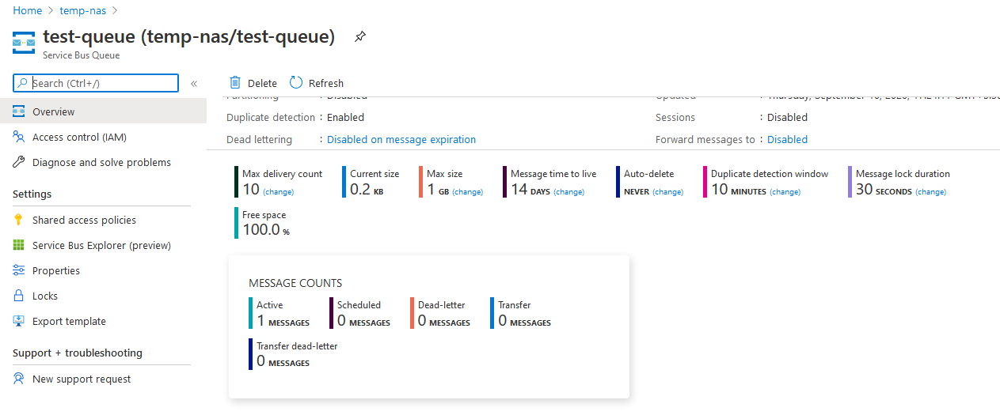 Home > temp-nas >
test-queue (temp-nas/test-queue)
Service Bus Queue
Search (Ctrl+/)
«
Delete
Refresh
Overview
Access control (IAM)
Diagnose and solve problems
Settings
Shared access policies
Service Bus Explorer (preview)
Properties
Locks
Export template
Support + troubleshooting
New support request
Partitioning : Disabled
Updated : Thursday, September 10, 2020,
Duplicate detection : Enabled
Sessions : Disabled
Dead lettering : Disabled on message expiration
Forward messages to : Disabled
Max delivery count
10 (change)
Current size
0.2 KB
Max size
1 GB (change)
Message time to live
14 DAYS (change)
Auto-delete
NEVER (change)
Duplicate detection window
10 MINUTES (change)
Message lock duration
30 SECONDS (change)
Free space
100.0 %
MESSAGE COUNTS
Active
1 MESSAGES
Scheduled
0 MESSAGES
Dead-letter
0 MESSAGES
Transfer
0 MESSAGES
Transfer dead-letter
0 MESSAGES